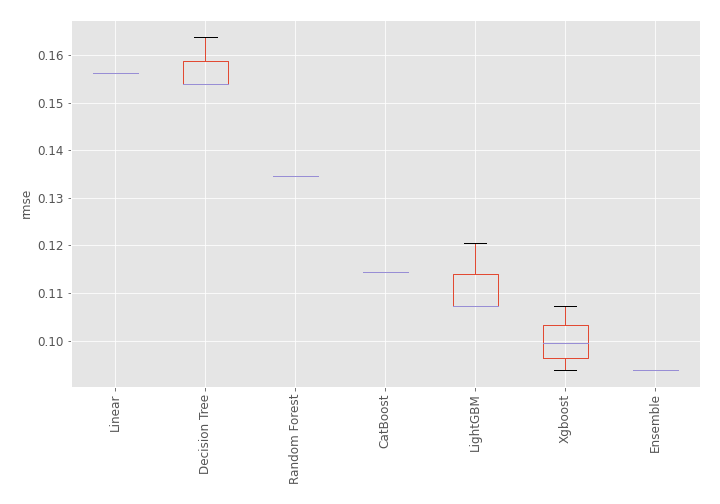 0.16
0.15
0.14
0.13
0.12
0.11
0.10
rmse
Linear
Decision Tree
Random Forest
CatBoost
LightGBM
Xgboost
Ensemble